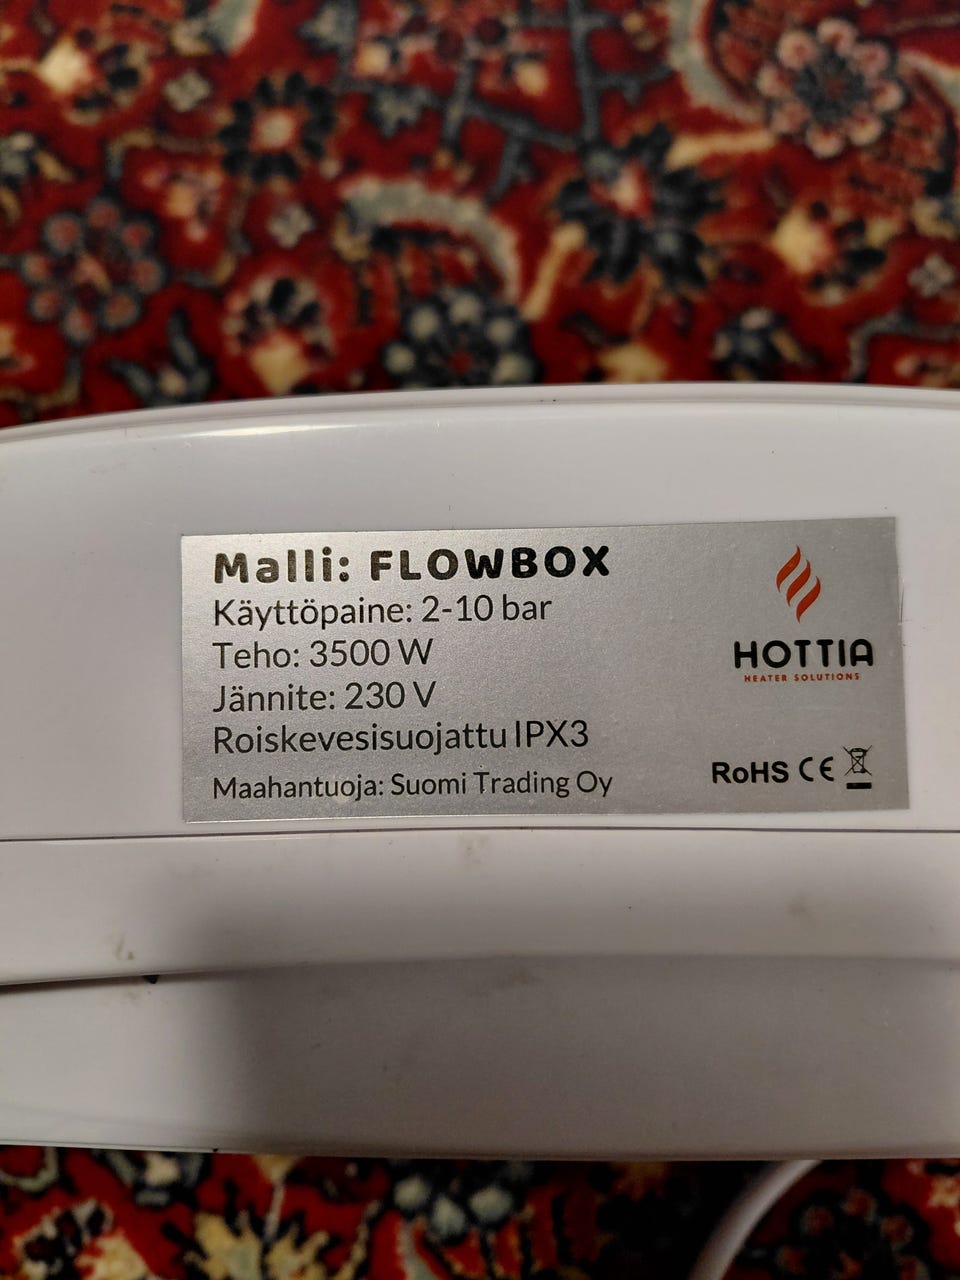 Malli: FLOWBOX
Käyttöpaine: 2-10 bar
Teho: 3500 W
Jännite: 230 V
Roiskevesisuojattu IPX3
Maahantuoja: Suomi Trading Oy
HOTTIA
HEATER SOLUTIONS
RoHS CE